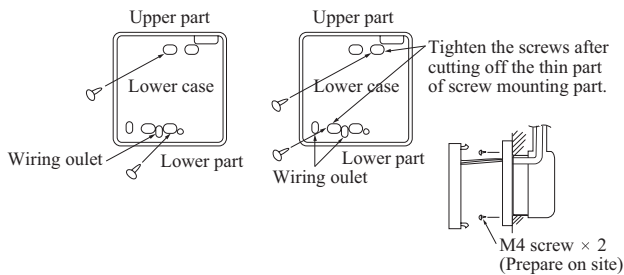 Upper part
Lower case
Wiring oulet
Lower part
Upper part
Tighten the screws after
cutting off the thin part
of screw mounting part.
Lower case
Lower part
Wiring oulet
M4 screw × 2
(Prepare on site)